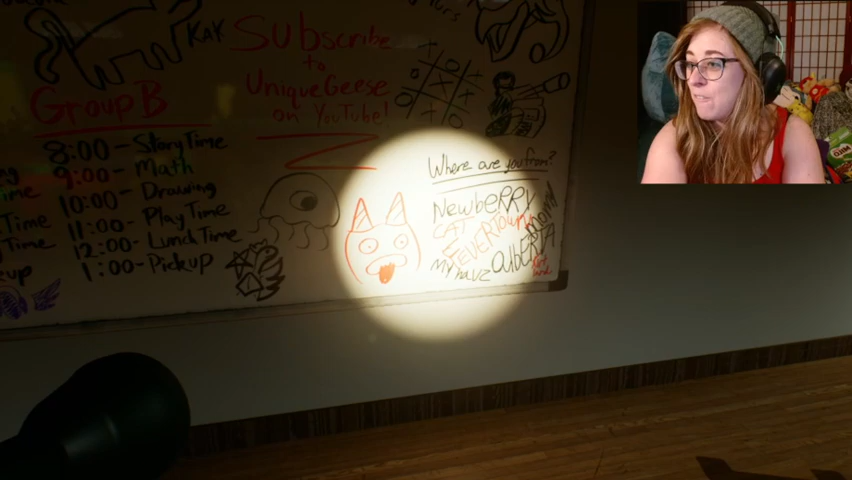 KAY
Subscribe
to
UniqueGeese
on YouTube!
Group B
8:00 - Story Time
9:00 - Math
10:00 - Drawing
11:00 - Play Time
12:00 - Lunch Time
1:00 - Pickup
Time
Time
Where are you from?
NewbeRRY
CAT
FEVERTOWN
My hauz
AlbERTA